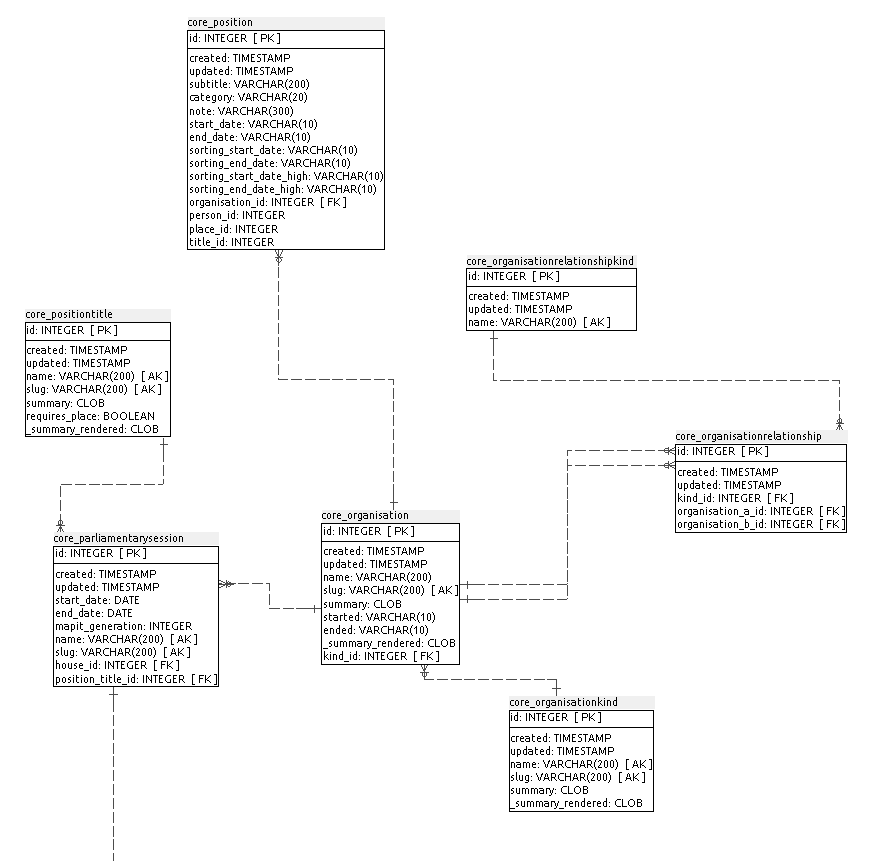 core_position
id: INTEGER [ PK ]
created: TIMESTAMP
updated: TIMESTAMP
subtitle: VARCHAR(200)
category: VARCHAR(20)
note: VARCHAR(300)
start_date: VARCHAR(10)
end_date: VARCHAR(10)
sorting_start_date: VARCHAR(10)
sorting_end_date: VARCHAR(10)
sorting_start_date_high: VARCHAR(10)
sorting_end_date_high: VARCHAR(10)
organisation_id: INTEGER [ FK ]
person_id: INTEGER
place_id: INTEGER
title_id: INTEGER
core_organisationrelationshipkind
id: INTEGER [ PK ]
created: TIMESTAMP
updated: TIMESTAMP
name: VARCHAR(200) [ AK ]
core_positiontitle
id: INTEGER [ PK ]
created: TIMESTAMP
updated: TIMESTAMP
name: VARCHAR(200) [ AK ]
slug: VARCHAR(200) [ AK ]
summary: CLOB
requires_place: BOOLEAN
_summary_rendered: CLOB
core_organisationrelationship
id: INTEGER [ PK ]
created: TIMESTAMP
updated: TIMESTAMP
kind_id: INTEGER [ FK ]
organisation_a_id: INTEGER [ FK ]
organisation_b_id: INTEGER [ FK ]
core_organisation
id: INTEGER [ PK ]
created: TIMESTAMP
updated: TIMESTAMP
name: VARCHAR(200)
slug: VARCHAR(200) [ AK ]
summary: CLOB
started: VARCHAR(10)
ended: VARCHAR(10)
_summary_rendered: CLOB
kind_id: INTEGER [ FK ]
core_parliamentarysession
id: INTEGER [ PK ]
created: TIMESTAMP
updated: TIMESTAMP
start_date: DATE
end_date: DATE
mapit_generation: INTEGER
name: VARCHAR(200) [ AK ]
slug: VARCHAR(200) [ AK ]
house_id: INTEGER [ FK ]
position_title_id: INTEGER [ FK ]
core_organisationkind
id: INTEGER [ PK ]
created: TIMESTAMP
updated: TIMESTAMP
name: VARCHAR(200) [ AK ]
slug: VARCHAR(200) [ AK ]
summary: CLOB
_summary_rendered: CLOB